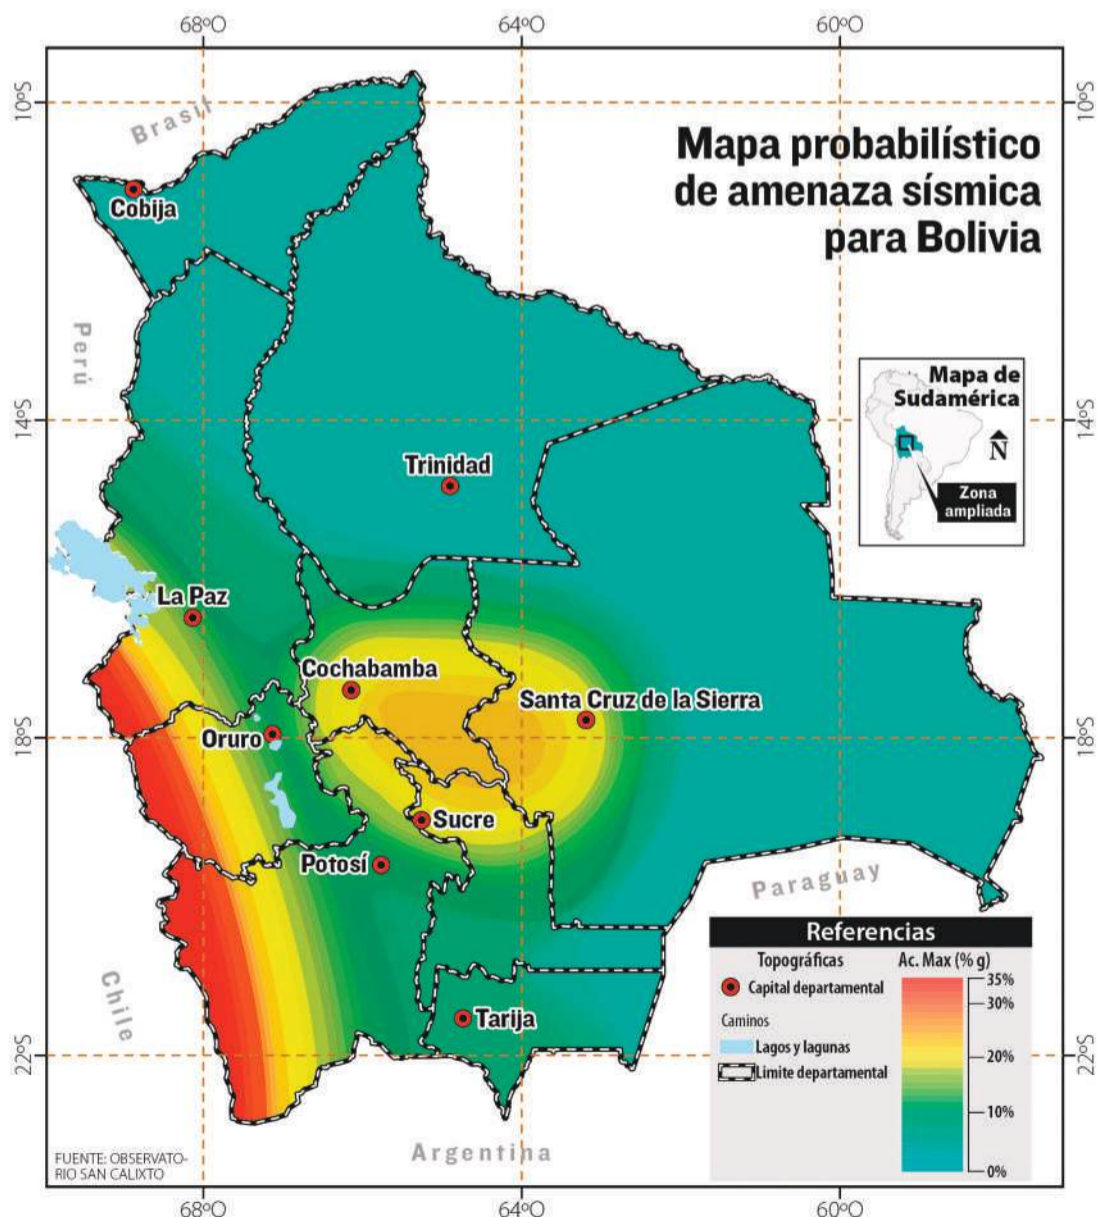 68ºO
64ºO
60ºO
10ºS
10ºS
Brasil
Mapa probabilístico
de amenaza sísmica
para Bolivia
Cobija
Perú
Mapa de
Sudamérica
N
Zona
ampliada
14ºS
14ºS
Trinidad
La Paz
Cochabamba
Santa Cruz de la Sierra
Oruro
18ºS
18ºS
Sucre
Potosí
Paraguay
Chile
Tarija
22ºS
22ºS
Argentina
Referencias
Topográficas
Capital departamental
Caminos
Lagos y lagunas
Limite departamental
Ac. Max (% g)
35%
30%
20%
10%
0%
FUENTE: OBSERVATO-
RIO SAN CALIXTO
68ºO
64ºO
60ºO